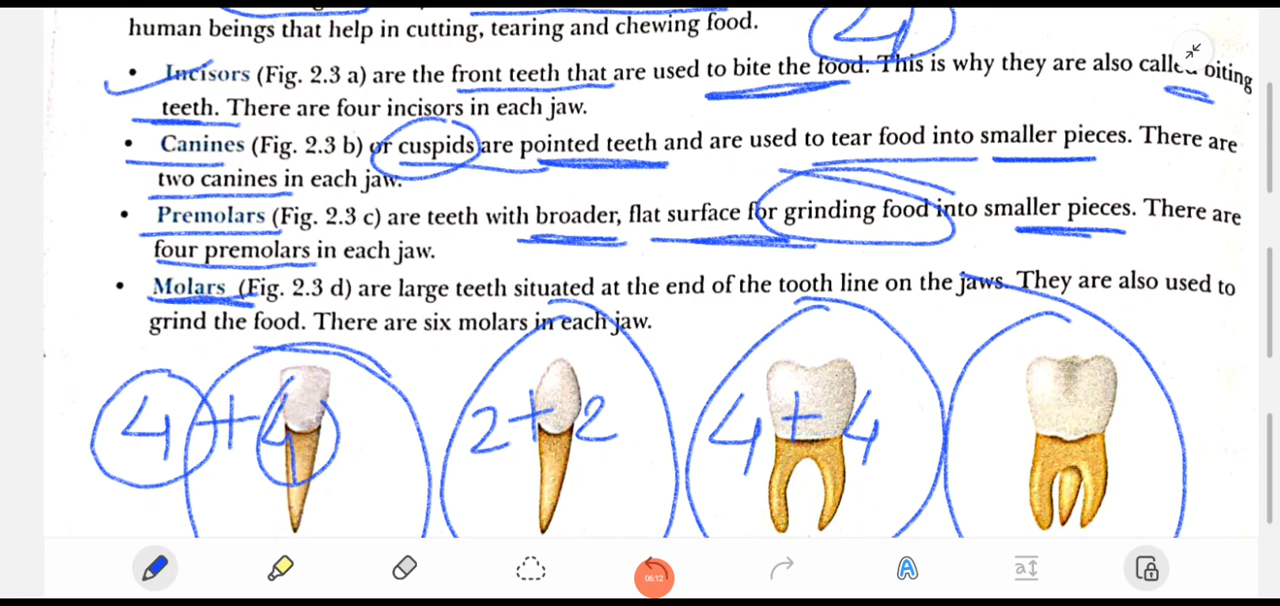 human beings that help in cutting, tearing and chewing food.
4
• Incisors (Fig. 2.3 a) are the front teeth that are used to bite the food. This is why they are also called biting
teeth. There are four incisors in each jaw.
• Canines (Fig. 2.3 b) or cuspids are pointed teeth and are used to tear food into smaller pieces. There are
two canines in each jaw.
• Premolars (Fig. 2.3 c) are teeth with broader, flat surface for grinding food into smaller pieces. There are
four premolars in each jaw.
• Molars (Fig. 2.3 d) are large teeth situated at the end of the tooth line on the jaws. They are also used to
grind the food. There are six molars in each jaw.
4 + 4 2 + 2 4 + 4
06:12 A a